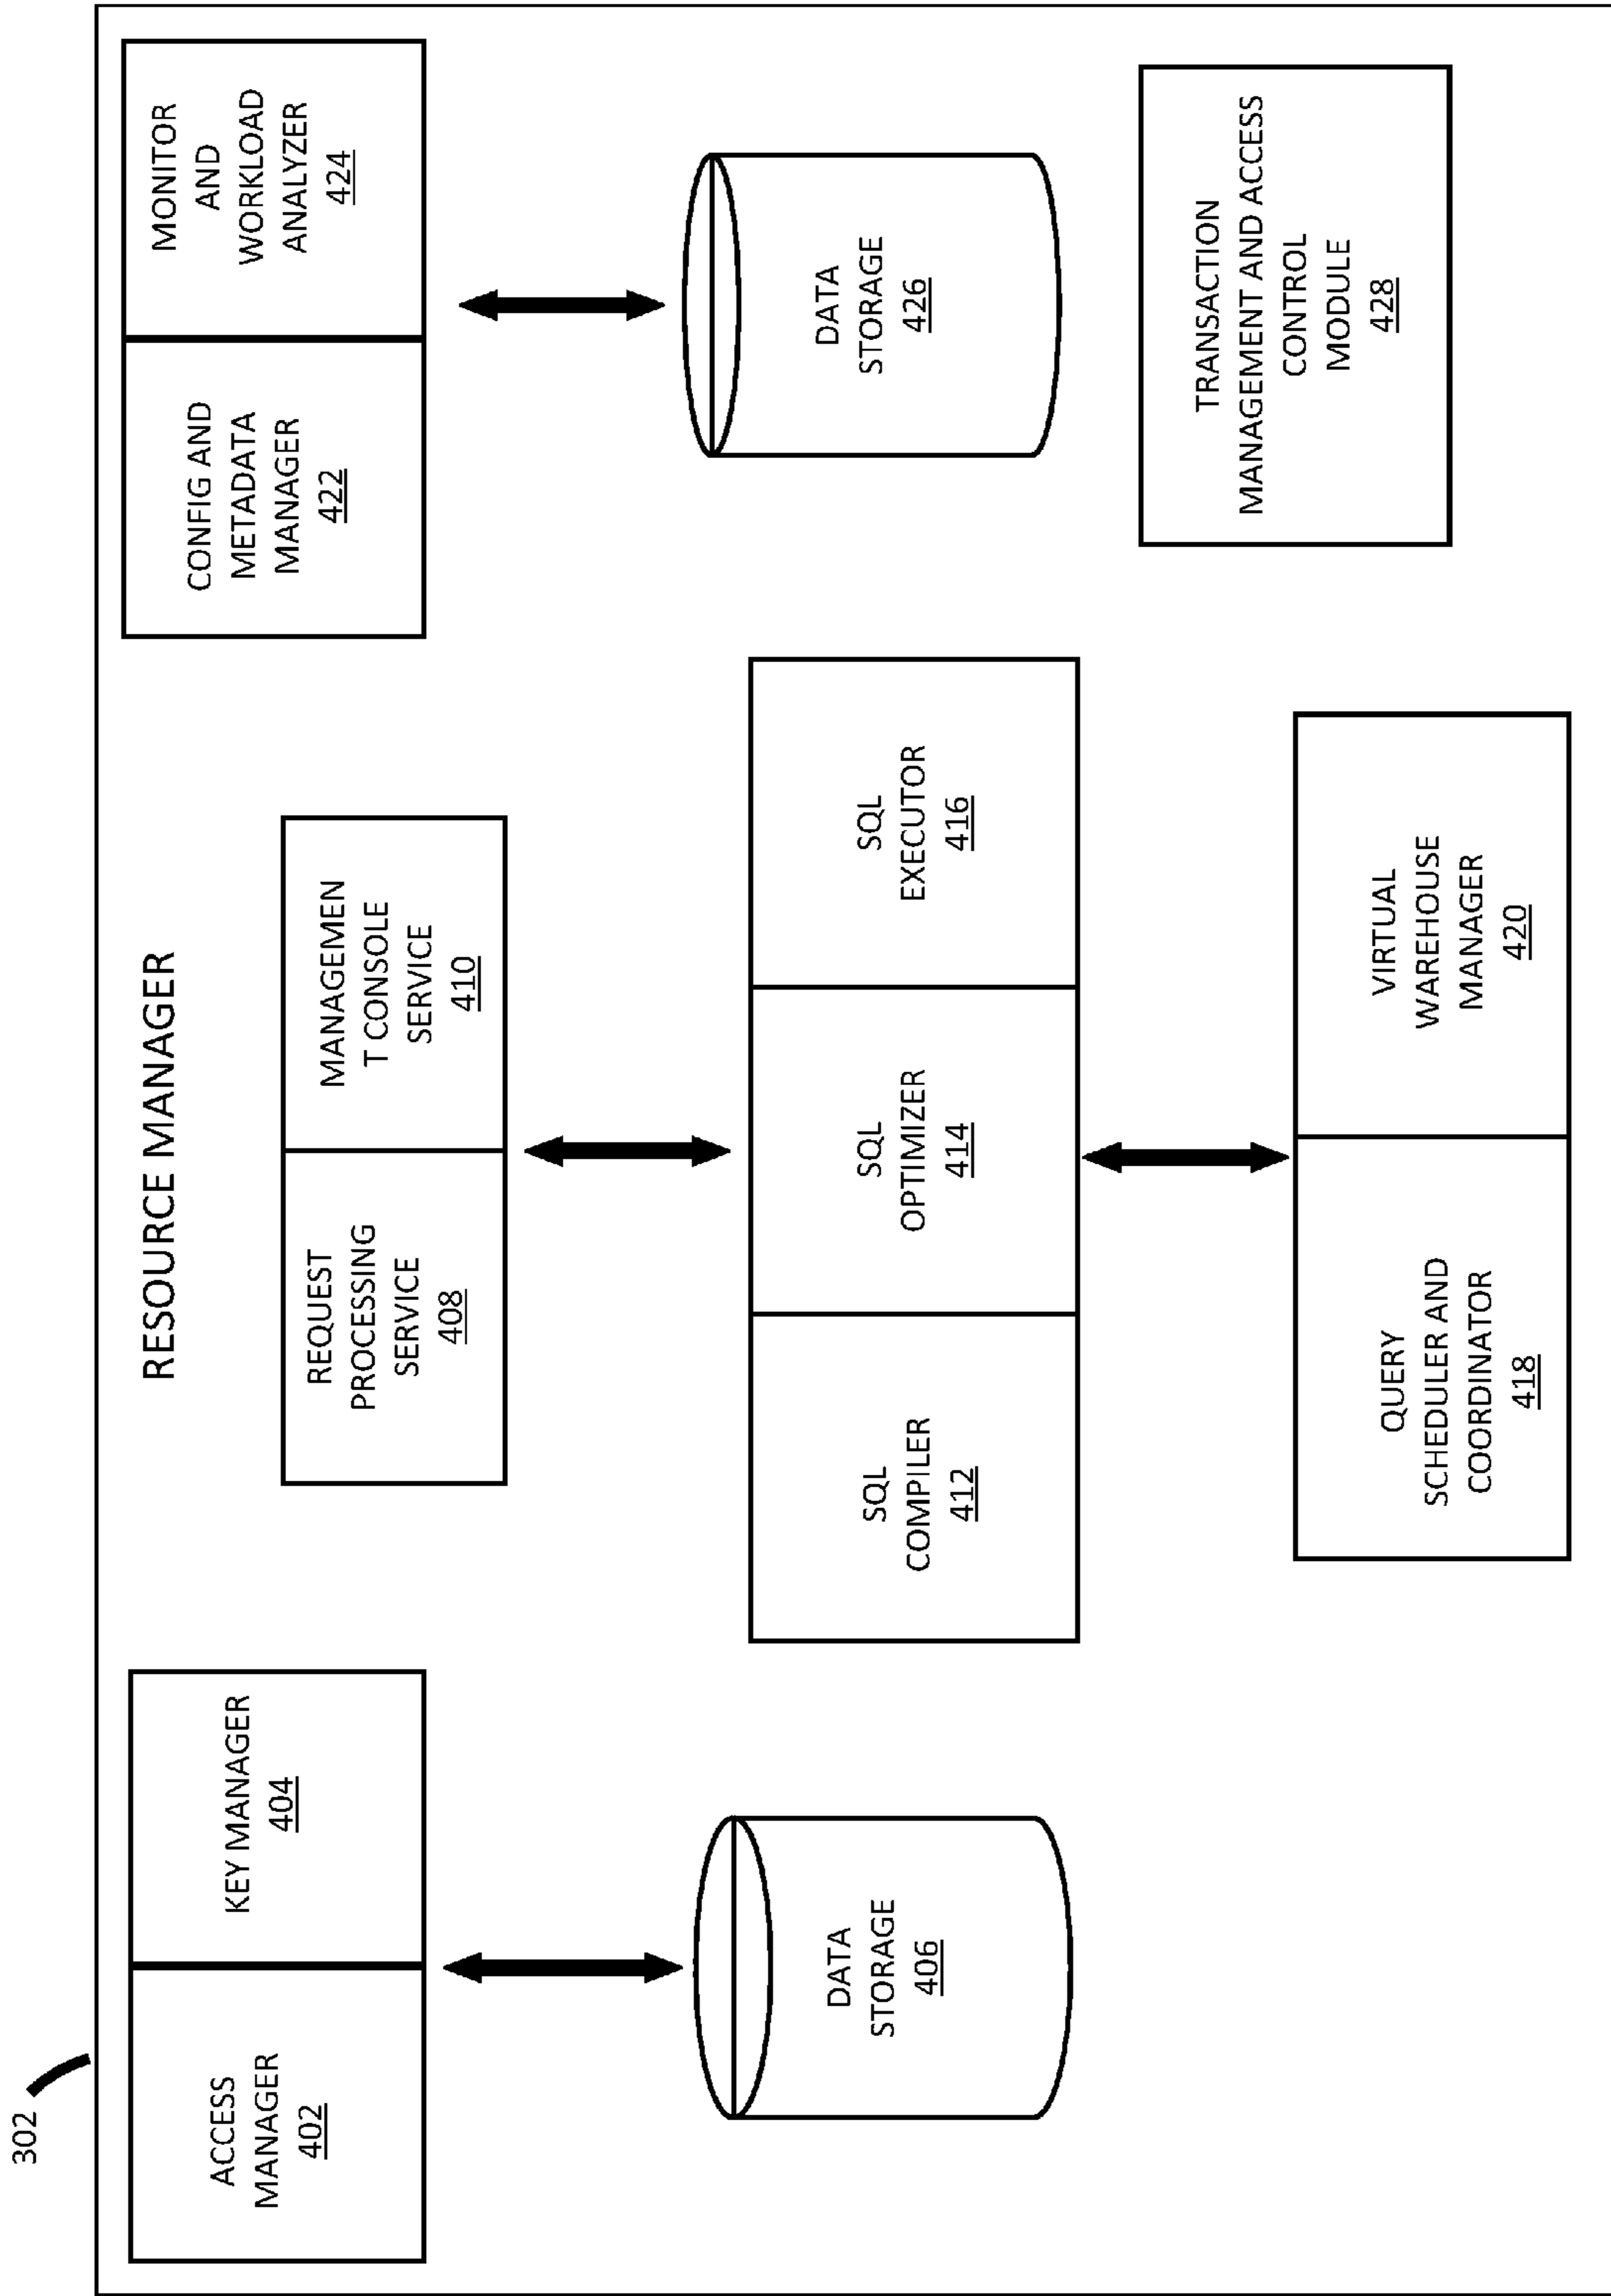 302
RESOURCE MANAGER
ACCESS
MANAGER
402
KEY MANAGER
404
DATA
STORAGE
406
REQUEST
PROCESSING
SERVICE
408
MANAGEMEN
T CONSOLE
SERVICE
410
SQL
COMPILER
412
SQL
OPTIMIZER
414
SQL
EXECUTOR
416
QUERY
SCHEDULER AND
COORDINATOR
418
VIRTUAL
WAREHOUSE
MANAGER
420
CONFIG AND
METADATA
MANAGER
422
MONITOR
AND
WORKLOAD
ANALYZER
424
DATA
STORAGE
426
TRANSACTION
MANAGEMENT AND ACCESS
CONTROL
MODULE
428